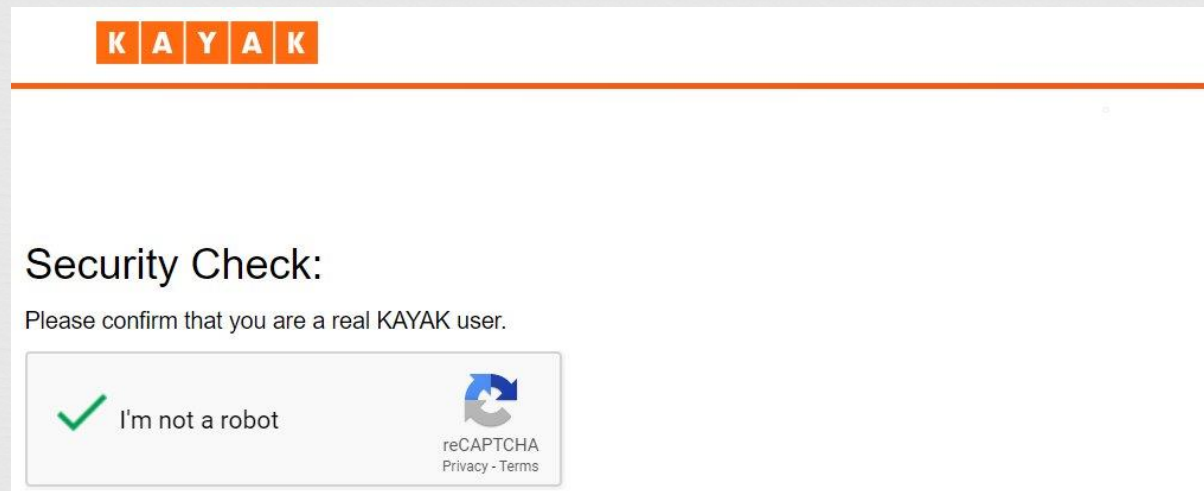 KAYAK
Security Check:
Please confirm that you are a real KAYAK user.
I'm not a robot
reCAPTCHA
Privacy - Terms